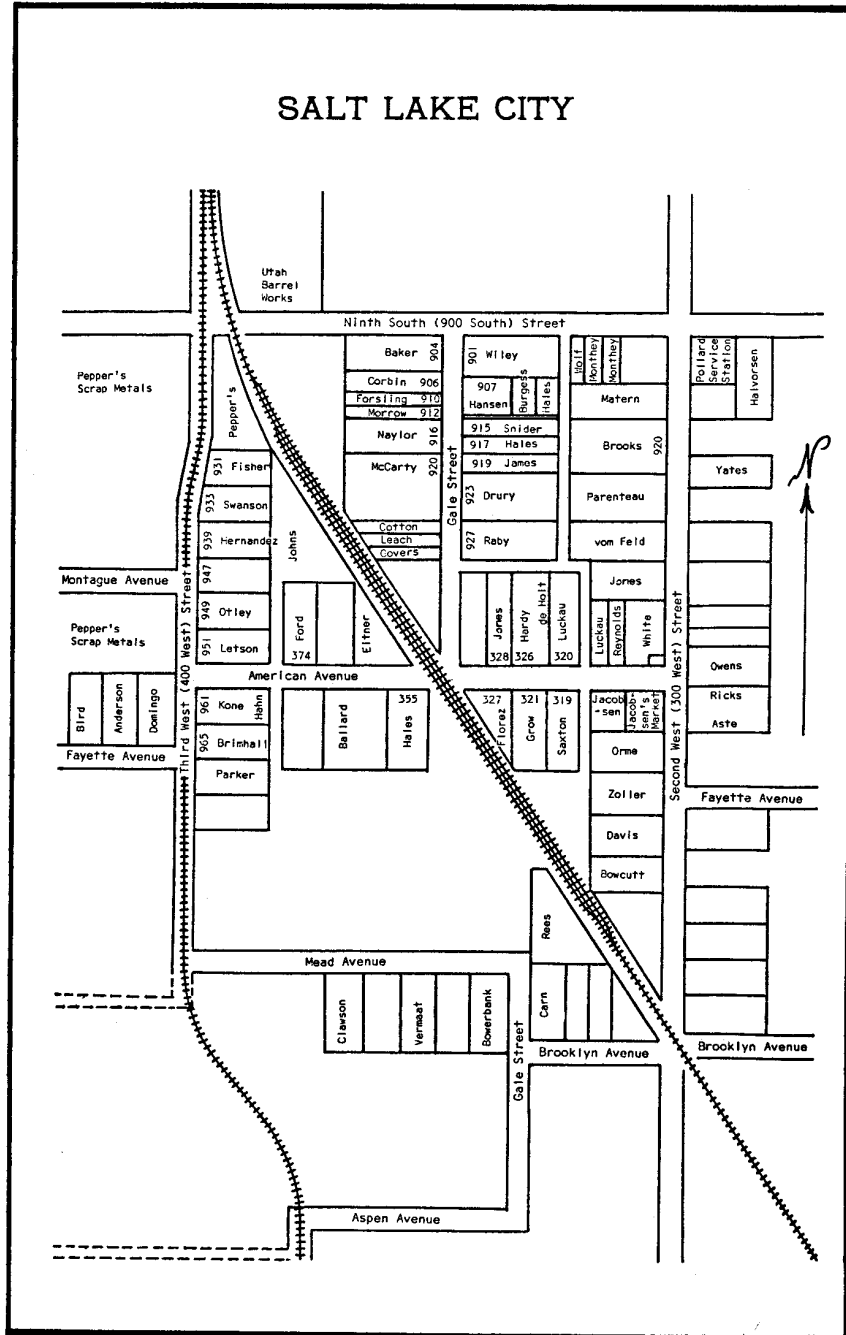 SALT LAKE CITY
Utah
Barrel
Works
Ninth South (900 South) Street
Pepper's
Scrap Metals
Pepper's
Baker 904
Corbin 906
Forsling 910
Morrow 912
Naylor 916
McCarty 920
Cotton
Leach
Covers
Gale Street
901 Wiley
907
Hansen
Burgess
Hales
915 Snider
917 Hales
919 James
923 Drury
927 Raby
Holf
Monthey
Monthey
Matern
Brooks 920
Parenteau
vom Feld
Jones
Pollard
Service
Station
Halvorsen
Yates
N
931 Fisher
933 Swanson
939 Hernandez
947
949 Otley
951 Letson
Johns
Montague Avenue
Pepper's
Scrap Metals
Third West (400 West) Street
Ford
374
Eitner
Jones
328
Hardy
326
de Holt
Luckau
320
Luckau
Reynolds
White
Second West (300 West) Street
Owens
Ricks
Aste
American Avenue
Bird
Anderson
Domingo
961 Kone
Hahn
965 Brimhall
Parker
Fayette Avenue
Ballard
355
Hales
327
Florez
321
Grow
319
Saxton
Jacob
-sen
Jacob-
sen's
Market
Orme
Zoller
Davis
Bowcutt
Fayette Avenue
Rees
Mead Avenue
Clawson
Vermaat
Bowerbank
Gale Street
Carn
Brooklyn Avenue
Brooklyn Avenue
Aspen Avenue